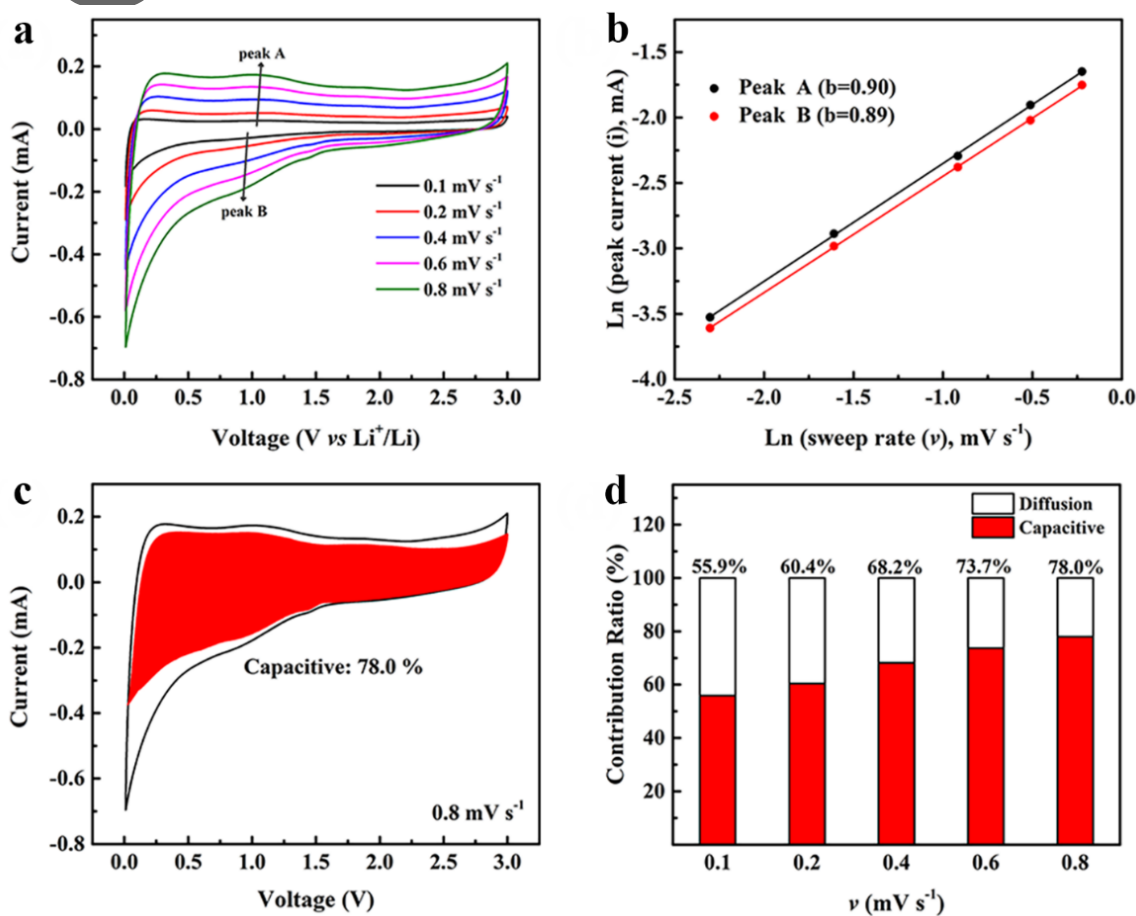 a
0.2
0.0
-0.2
-0.4
-0.6
-0.8
Current (mA)
peak A
peak B
0.1 mV s⁻¹
0.2 mV s⁻¹
0.4 mV s⁻¹
0.6 mV s⁻¹
0.8 mV s⁻¹
0.0 0.5 1.0 1.5 2.0 2.5 3.0
Voltage (V vs Li⁺/Li)
b
-1.5
-2.0
-2.5
-3.0
-3.5
-4.0
Ln (peak current (i), mA)
Peak A (b=0.90)
Peak B (b=0.89)
-2.5 -2.0 -1.5 -1.0 -0.5 0.0
Ln (sweep rate (v), mV s⁻¹)
c
0.2
0.0
-0.2
-0.4
-0.6
-0.8
Current (mA)
Capacitive: 78.0 %
0.8 mV s⁻¹
0.0 0.5 1.0 1.5 2.0 2.5 3.0
Voltage (V)
d
Diffusion
Capacitive
120
100
80
60
40
20
Contribution Ratio (%)
55.9% 60.4% 68.2% 73.7% 78.0%
0.1 0.2 0.4 0.6 0.8
v (mV s⁻¹)